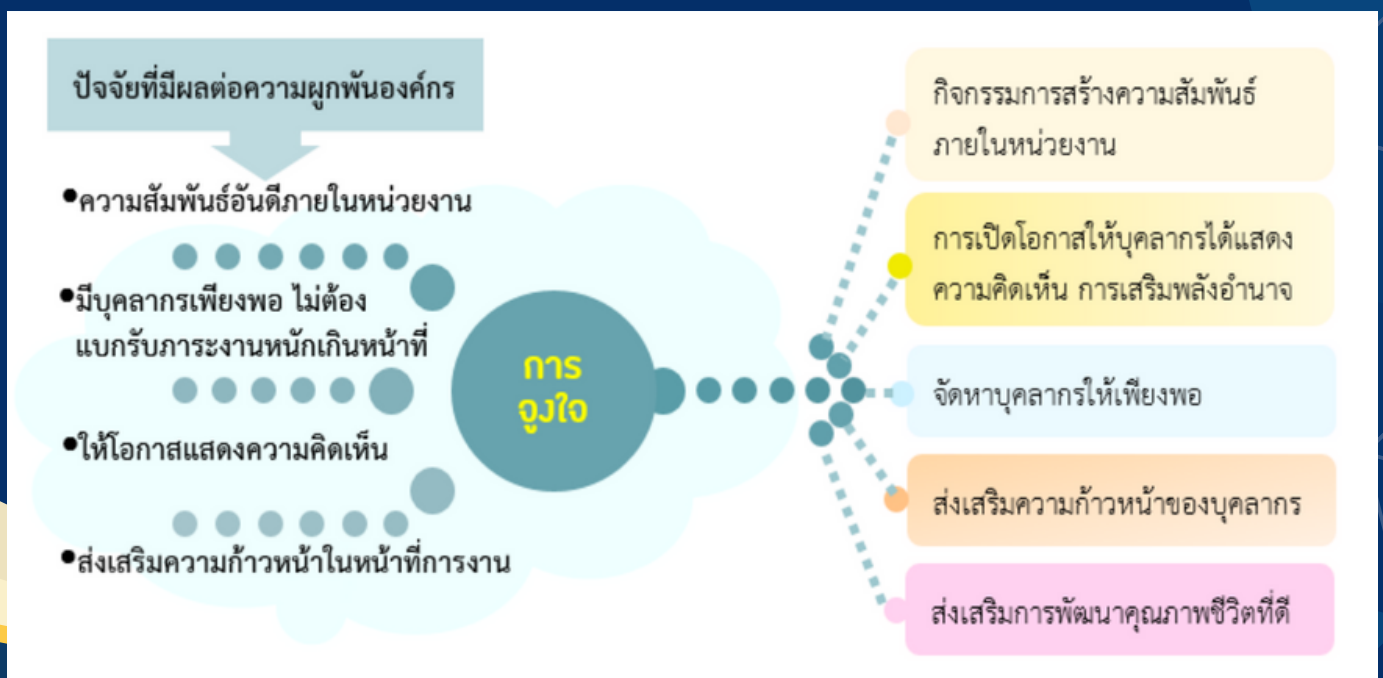 ปัจจัยที่มีผลต่อความผูกพันองค์กร
•ความสัมพันธ์อันดีภายในหน่วยงาน
•มีบุคลากรเพียงพอ ไม่ต้อง
แบกรับภาระงานหนักเกินหน้าที่
•ให้โอกาสแสดงความคิดเห็น
•ส่งเสริมความก้าวหน้าในหน้าที่การงาน
การ
จูงใจ
กิจกรรมการสร้างความสัมพันธ์
ภายในหน่วยงาน
การเปิดโอกาสให้บุคลากรได้แสดง
ความคิดเห็น การเสริมพลังอำนาจ
จัดหาบุคลากรให้เพียงพอ
ส่งเสริมความก้าวหน้าของบุคลากร
ส่งเสริมการพัฒนาคุณภาพชีวิตที่ดี